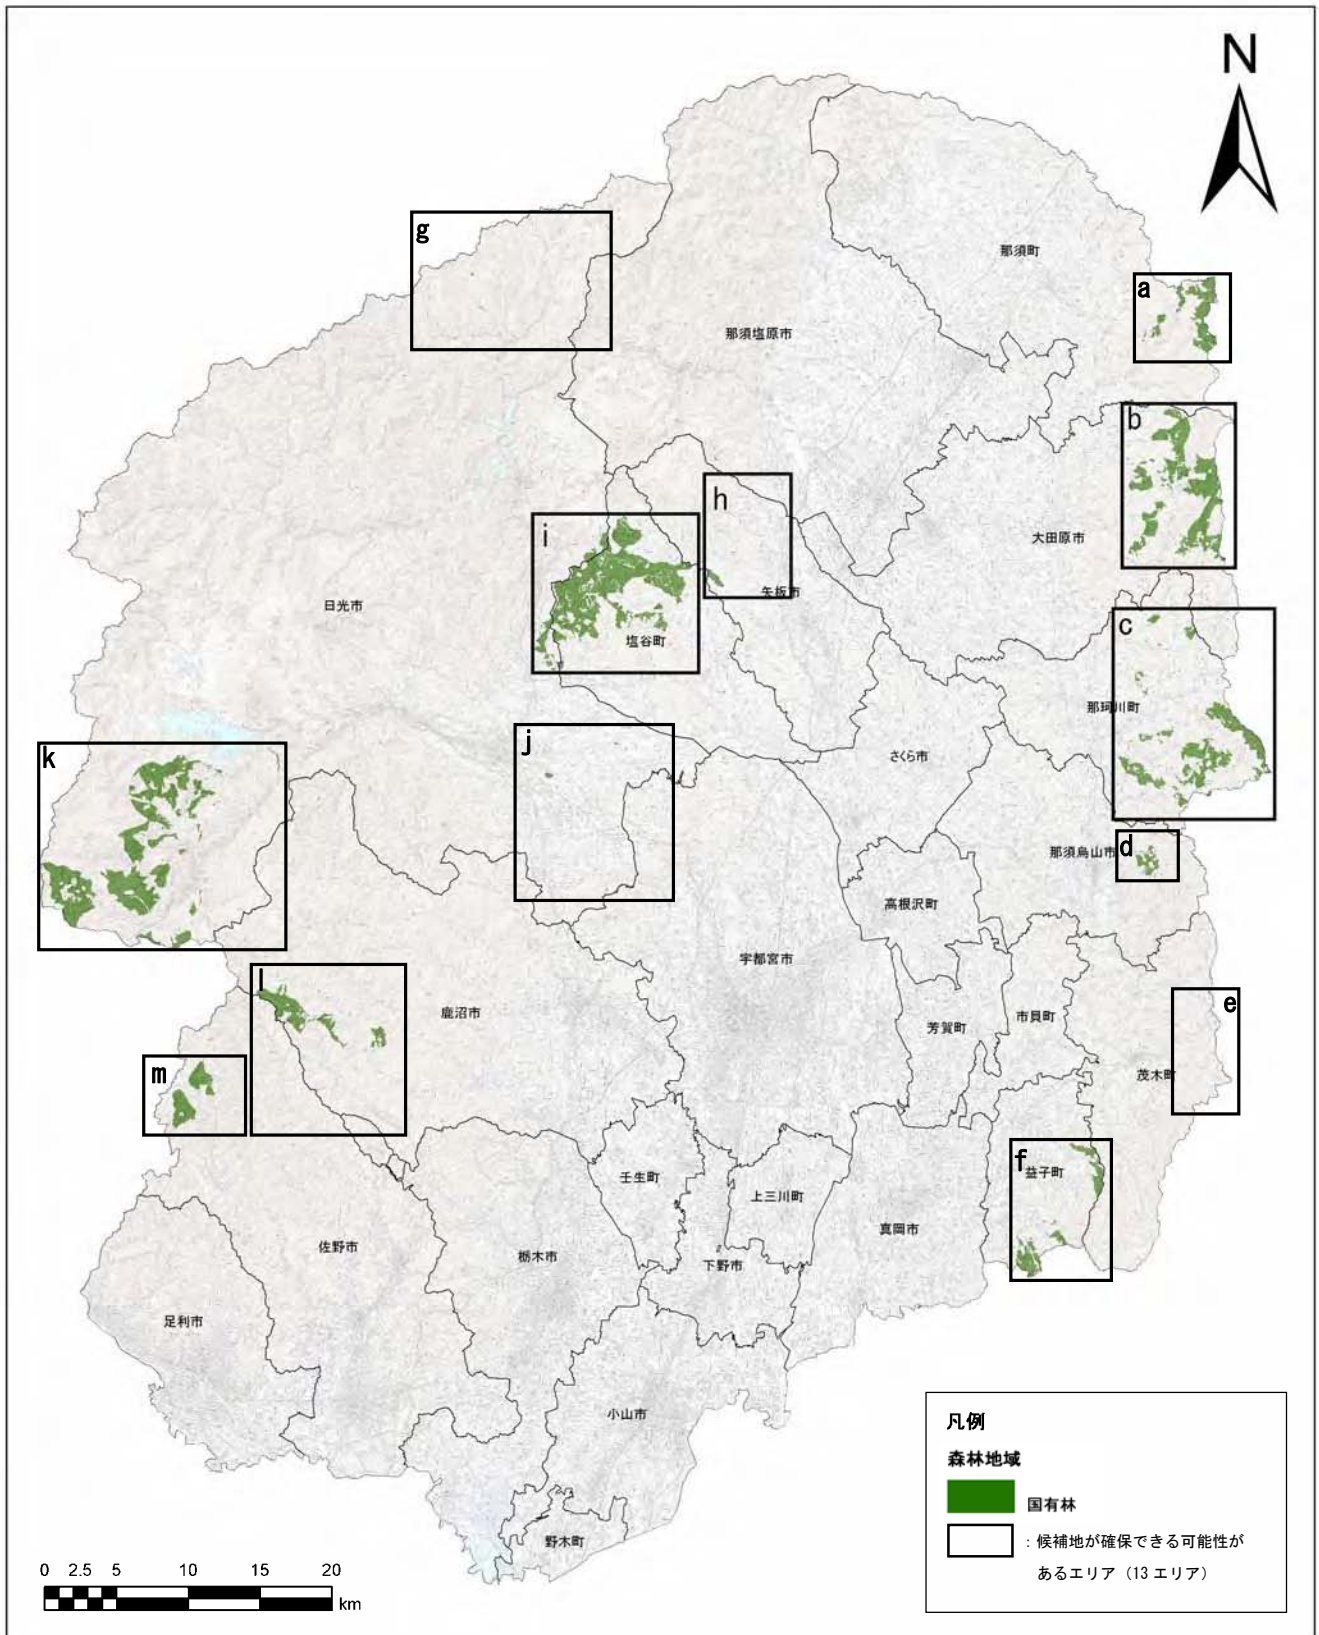 N
g
那須町
a
那須塩原市
b
h
i
大田原市
矢板市
日光市
c
塩谷町
那珂川町
j
k
さくら市
那須烏山市
d
高根沢町
宇都宮市
l
e
鹿沼市
市貝町
芳賀町
m
茂木町
f
益子町
壬生町
上三川町
真岡市
佐野市
栃木市
下野市
足利市
小山市
野木町
凡例
森林地域
国有林
：候補地が確保できる可能性が
あるエリア（13 エリア）
0 2.5 5 10 15 20
km